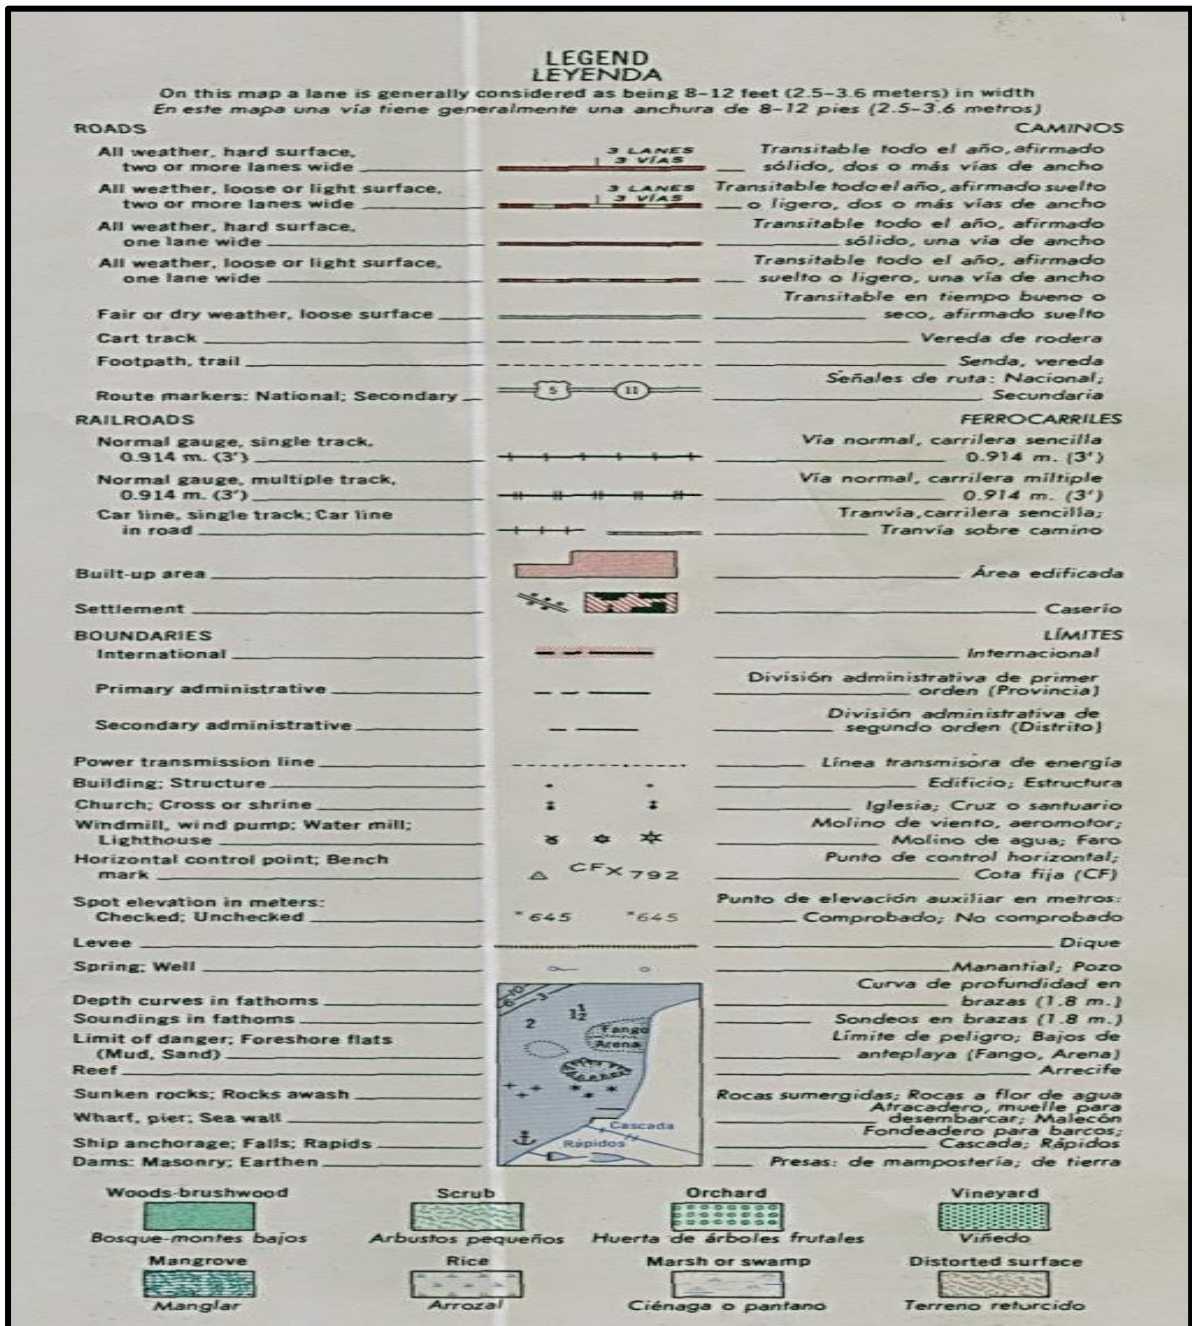 LEGEND
LEYENDA
On this map a lane is generally considered as being 8-12 feet (2.5-3.6 meters) in width
En este mapa una vía tiene generalmente una anchura de 8-12 pies (2.5-3.6 metros)
ROADS CAMINOS
All weather, hard surface, 3 LANES Transitable todo el año, afirmado
two or more lanes wide 3 VÍAS sólido, dos o más vías de ancho
All weather, loose or light surface, 3 LANES Transitable todo el año, afirmado suelto
two or more lanes wide 3 VÍAS o ligero, dos o más vías de ancho
All weather, hard surface, Transitable todo el año, afirmado
one lane wide sólido, una vía de ancho
All weather, loose or light surface, Transitable todo el año, afirmado
one lane wide suelto o ligero, una vía de ancho
Transitable en tiempo bueno o
Fair or dry weather, loose surface seco, afirmado suelto
Cart track Vereda de rodera
Footpath, trail Senda, vereda
Señales de ruta: Nacional;
Route markers: National; Secondary 5 11 Secundaria
RAILROADS FERROCARRILES
Normal gauge, single track, Vía normal, carrilera sencilla
0.914 m. (3') 0.914 m. (3')
Normal gauge, multiple track, Vía normal, carrilera míltiple
0.914 m. (3') 0.914 m. (3')
Car line, single track; Car line Tranvía, carrilera sencilla;
in road Tranvía sobre camino
Built-up area Área edificada
Settlement Caserío
BOUNDARIES LÍMITES
International Internacional
División administrativa de primer
Primary administrative orden (Provincia)
División administrativa de
Secondary administrative segundo orden (Distrito)
Power transmission line Línea transmisora de energía
Building; Structure Edificio; Estructura
Church; Cross or shrine Iglesia; Cruz o santuario
Windmill, wind pump; Water mill; Molino de viento, aeromotor;
Lighthouse Molino de agua; Faro
Horizontal control point; Bench Punto de control horizontal;
mark CFX 792 Cota fija (CF)
Spot elevation in meters: Punto de elevación auxiliar en metros:
Checked; Unchecked 645 645 Comprobado; No comprobado
Levee Dique
Spring; Well Manantial; Pozo
Curva de profundidad en
Depth curves in fathoms 6-10 3 brazas (1.8 m.)
Soundings in fathoms 2 1½ Sondeos en brazas (1.8 m.)
Limit of danger; Foreshore flats Fango Límite de peligro; Bajos de
(Mud, Sand) Arena anteplaya (Fango, Arena)
Reef Arrecife
Sunken rocks; Rocks awash Rocas sumergidas; Rocas a flor de agua
Atracadero, muelle para
Wharf, pier; Sea wall desembarcar; Malecón
Cascada Fondeadero para barcos;
Ship anchorage; Falls; Rapids Rápidos Cascada; Rápidos
Dams: Masonry; Earthen Presas: de mampostería; de tierra
Woods-brushwood Scrub Orchard Vineyard
Bosque-montes bajos Arbustos pequeños Huerta de árboles frutales Viñedo
Mangrove Rice Marsh or swamp Distorted surface
Manglar Arrozal Ciénaga o pantano Terreno returcido